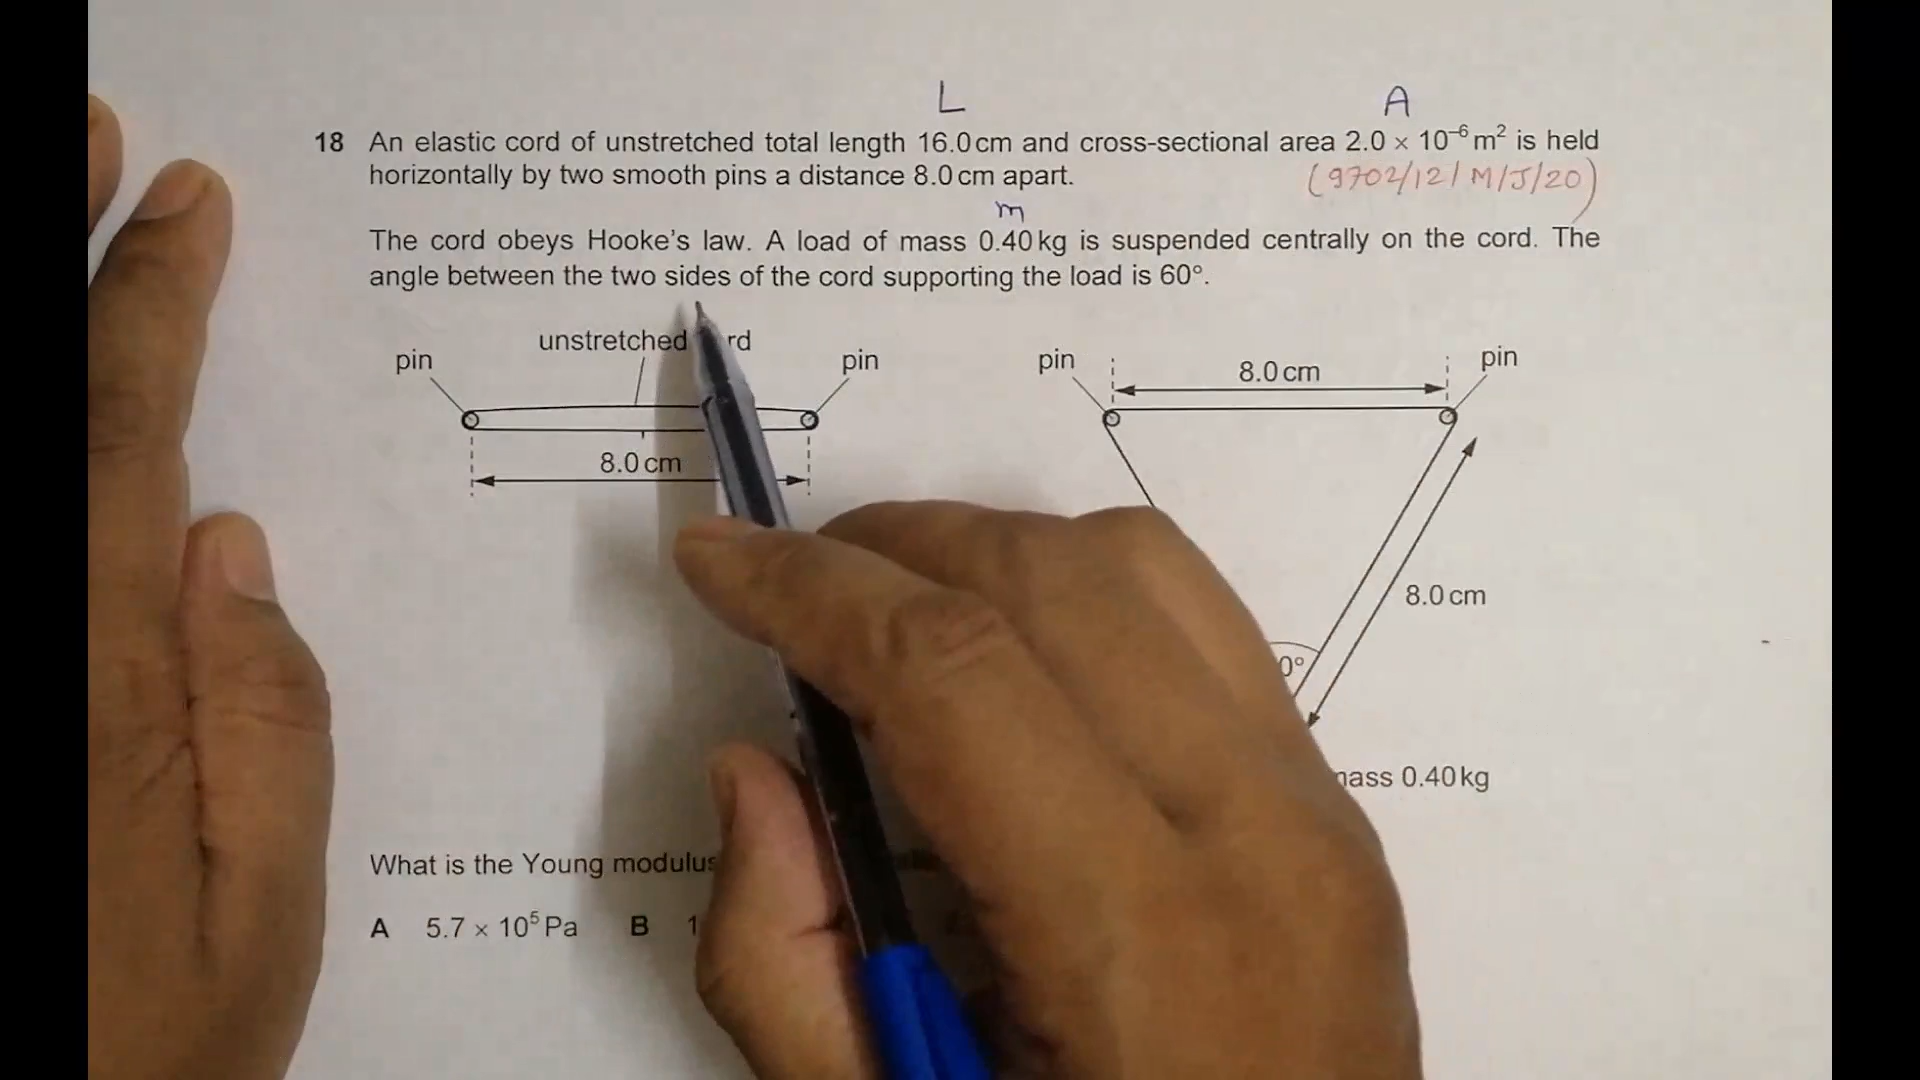 L A
18 An elastic cord of unstretched total length 16.0 cm and cross-sectional area 2.0 × 10⁻⁶ m² is held
horizontally by two smooth pins a distance 8.0 cm apart.
(9702/12/M/J/20)
m
The cord obeys Hooke's law. A load of mass 0.40 kg is suspended centrally on the cord. The
angle between the two sides of the cord supporting the load is 60°.
unstretched
pin
pin
8.0 cm
pin
8.0 cm
pin
8.0 cm
0°
mass 0.40 kg
What is the Young modulus
A 5.7 × 10⁵ Pa B 1